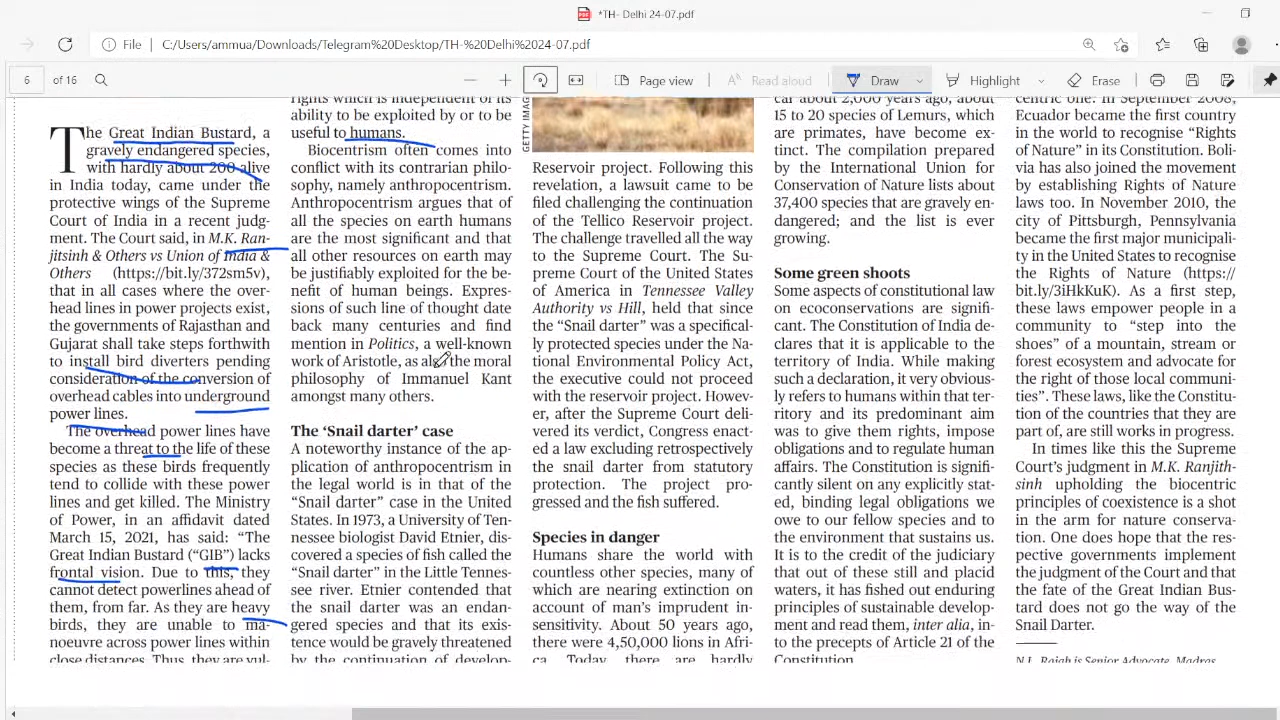 *TH- Delhi 24-07.pdf
File
C:/Users/ammua/Downloads/Telegram%20Desktop/TH-%20Delhi%2024-07.pdf
6 of 16
Page view
Read aloud
Draw
Highlight
Erase
The Great Indian Bustard, a
gravely endangered species,
with hardly about 200 alive
in India today, came under the
protective wings of the Supreme
Court of India in a recent judg-
ment. The Court said, in M.K. Ran-
jitsinh & Others vs Union of India &
Others (https://bit.ly/372sm5v),
that in all cases where the over-
head lines in power projects exist,
the governments of Rajasthan and
Gujarat shall take steps forthwith
to install bird diverters pending
consideration of the conversion of
overhead cables into underground
power lines.
The overhead power lines have
become a threat to the life of these
species as these birds frequently
tend to collide with these power
lines and get killed. The Ministry
of Power, in an affidavit dated
March 15, 2021, has said: “The
Great Indian Bustard (“GIB”) lacks
frontal vision. Due to this, they
cannot detect powerlines ahead of
them, from far. As they are heavy
birds, they are unable to ma-
noeuvre across power lines within
close distances. Thus, they are vul-
rights which is independent of its
ability to be exploited by or to be
useful to humans.
Biocentrism often comes into
conflict with its contrarian philo-
sophy, namely anthropocentrism.
Anthropocentrism argues that of
all the species on earth humans
are the most significant and that
all other resources on earth may
be justifiably exploited for the be-
nefit of human beings. Expres-
sions of such line of thought date
back many centuries and find
mention in Politics, a well-known
work of Aristotle, as also the moral
philosophy of Immanuel Kant
amongst many others.
The ‘Snail darter’ case
A noteworthy instance of the ap-
plication of anthropocentrism in
the legal world is in that of the
“Snail darter” case in the United
States. In 1973, a University of Ten-
nessee biologist David Etnier, dis-
covered a species of fish called the
“Snail darter” in the Little Tennes-
see river. Etnier contended that
the snail darter was an endan-
gered species and that its exis-
tence would be gravely threatened
by the continuation of develop-
GETTY IMAG
Reservoir project. Following this
revelation, a lawsuit came to be
filed challenging the continuation
of the Tellico Reservoir project.
The challenge travelled all the way
to the Supreme Court. The Su-
preme Court of the United States
of America in Tennessee Valley
Authority vs Hill, held that since
the “Snail darter” was a specifical-
ly protected species under the Na-
tional Environmental Policy Act,
the executive could not proceed
with the reservoir project. Howev-
er, after the Supreme Court deli-
vered its verdict, Congress enact-
ed a law excluding retrospectively
the snail darter from statutory
protection. The project pro-
gressed and the fish suffered.
Species in danger
Humans share the world with
countless other species, many of
which are nearing extinction on
account of man’s imprudent in-
sensitivity. About 50 years ago,
there were 4,50,000 lions in Afri-
ca. Today, there are hardly
car about 2,000 years ago, about
15 to 20 species of Lemurs, which
are primates, have become ex-
tinct. The compilation prepared
by the International Union for
Conservation of Nature lists about
37,400 species that are gravely en-
dangered; and the list is ever
growing.
Some green shoots
Some aspects of constitutional law
on ecoconservations are signifi-
cant. The Constitution of India de-
clares that it is applicable to the
territory of India. While making
such a declaration, it very obvious-
ly refers to humans within that ter-
ritory and its predominant aim
was to give them rights, impose
obligations and to regulate human
affairs. The Constitution is signifi-
cantly silent on any explicitly stat-
ed, binding legal obligations we
owe to our fellow species and to
the environment that sustains us.
It is to the credit of the judiciary
that out of these still and placid
waters, it has fished out enduring
principles of sustainable develop-
ment and read them, inter alia, in-
to the precepts of Article 21 of the
Constitution.
centric one. In September 2008,
Ecuador became the first country
in the world to recognise “Rights
of Nature” in its Constitution. Boli-
via has also joined the movement
by establishing Rights of Nature
laws too. In November 2010, the
city of Pittsburgh, Pennsylvania
became the first major municipali-
ty in the United States to recognise
the Rights of Nature (https://
bit.ly/3iHkKuK). As a first step,
these laws empower people in a
community to “step into the
shoes” of a mountain, stream or
forest ecosystem and advocate for
the right of those local communi-
ties”. These laws, like the Constitu-
tion of the countries that they are
part of, are still works in progress.
In times like this the Supreme
Court’s judgment in M.K. Ranjith-
sinh upholding the biocentric
principles of coexistence is a shot
in the arm for nature conserva-
tion. One does hope that the res-
pective governments implement
the judgment of the Court and that
the fate of the Great Indian Bus-
tard does not go the way of the
Snail Darter.
N.L. Rajah is Senior Advocate, Madras